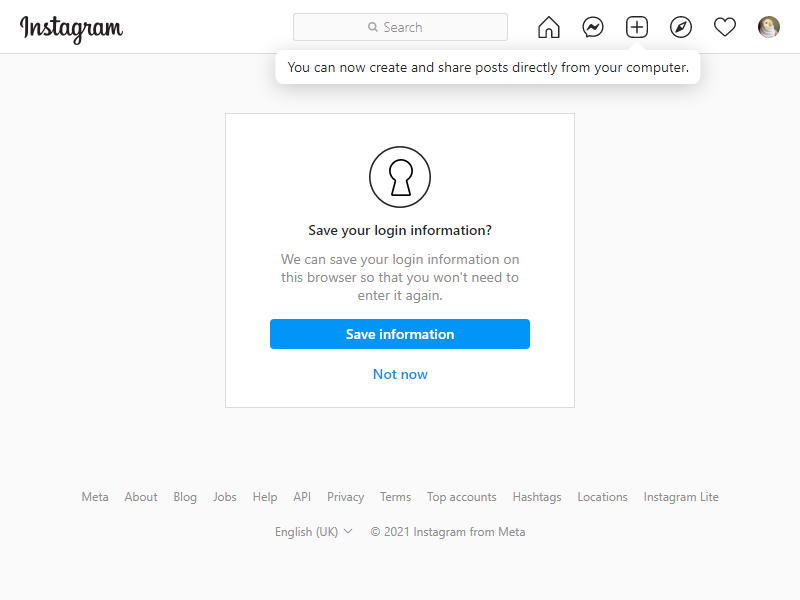 Instagram
Search
You can now create and share posts directly from your computer.
Save your login information?
We can save your login information on
this browser so that you won't need to
enter it again.
Save information
Not now
Meta About Blog Jobs Help API Privacy Terms Top accounts Hashtags Locations Instagram Lite
English (UK) © 2021 Instagram from Meta